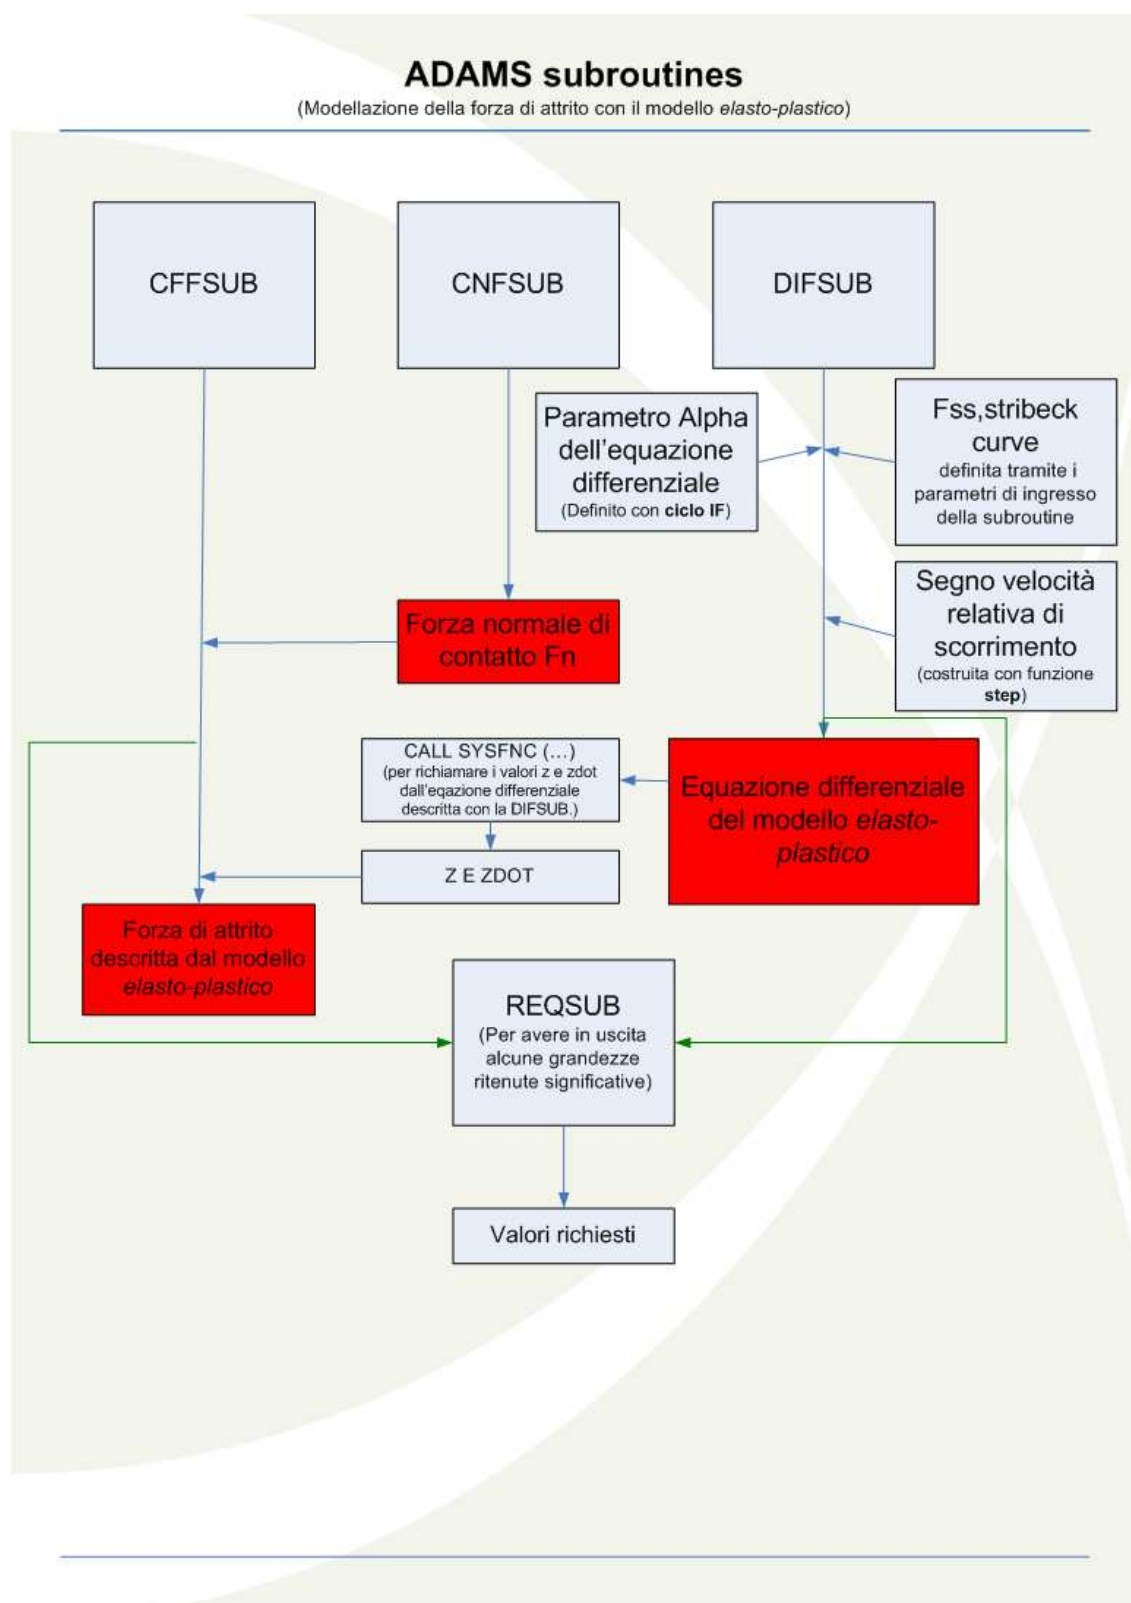 ADAMS subroutines
(Modellazione della forza di attrito con il modello elasto-plastico)
CFFSUB
CNFSUB
DIFSUB
Parametro Alpha
dell'equazione
differenziale
(Definito con ciclo IF)
Fss,stribeck
curve
definita tramite i
parametri di ingresso
della subroutine
Segno velocità
relativa di
scorrimento
(costruita con funzione
step)
Forza normale di
contatto Fn
CALL SYSFNC (...)
(per richiamare i valori z e zdot
dall'eqazione differenziale
descritta con la DIFSUB.)
Equazione differenziale
del modello elasto-
plastico
Z E ZDOT
Forza di attrito
descritta dal modello
elasto-plastico
REQSUB
(Per avere in uscita
alcune grandezze
ritenute significative)
Valori richiesti